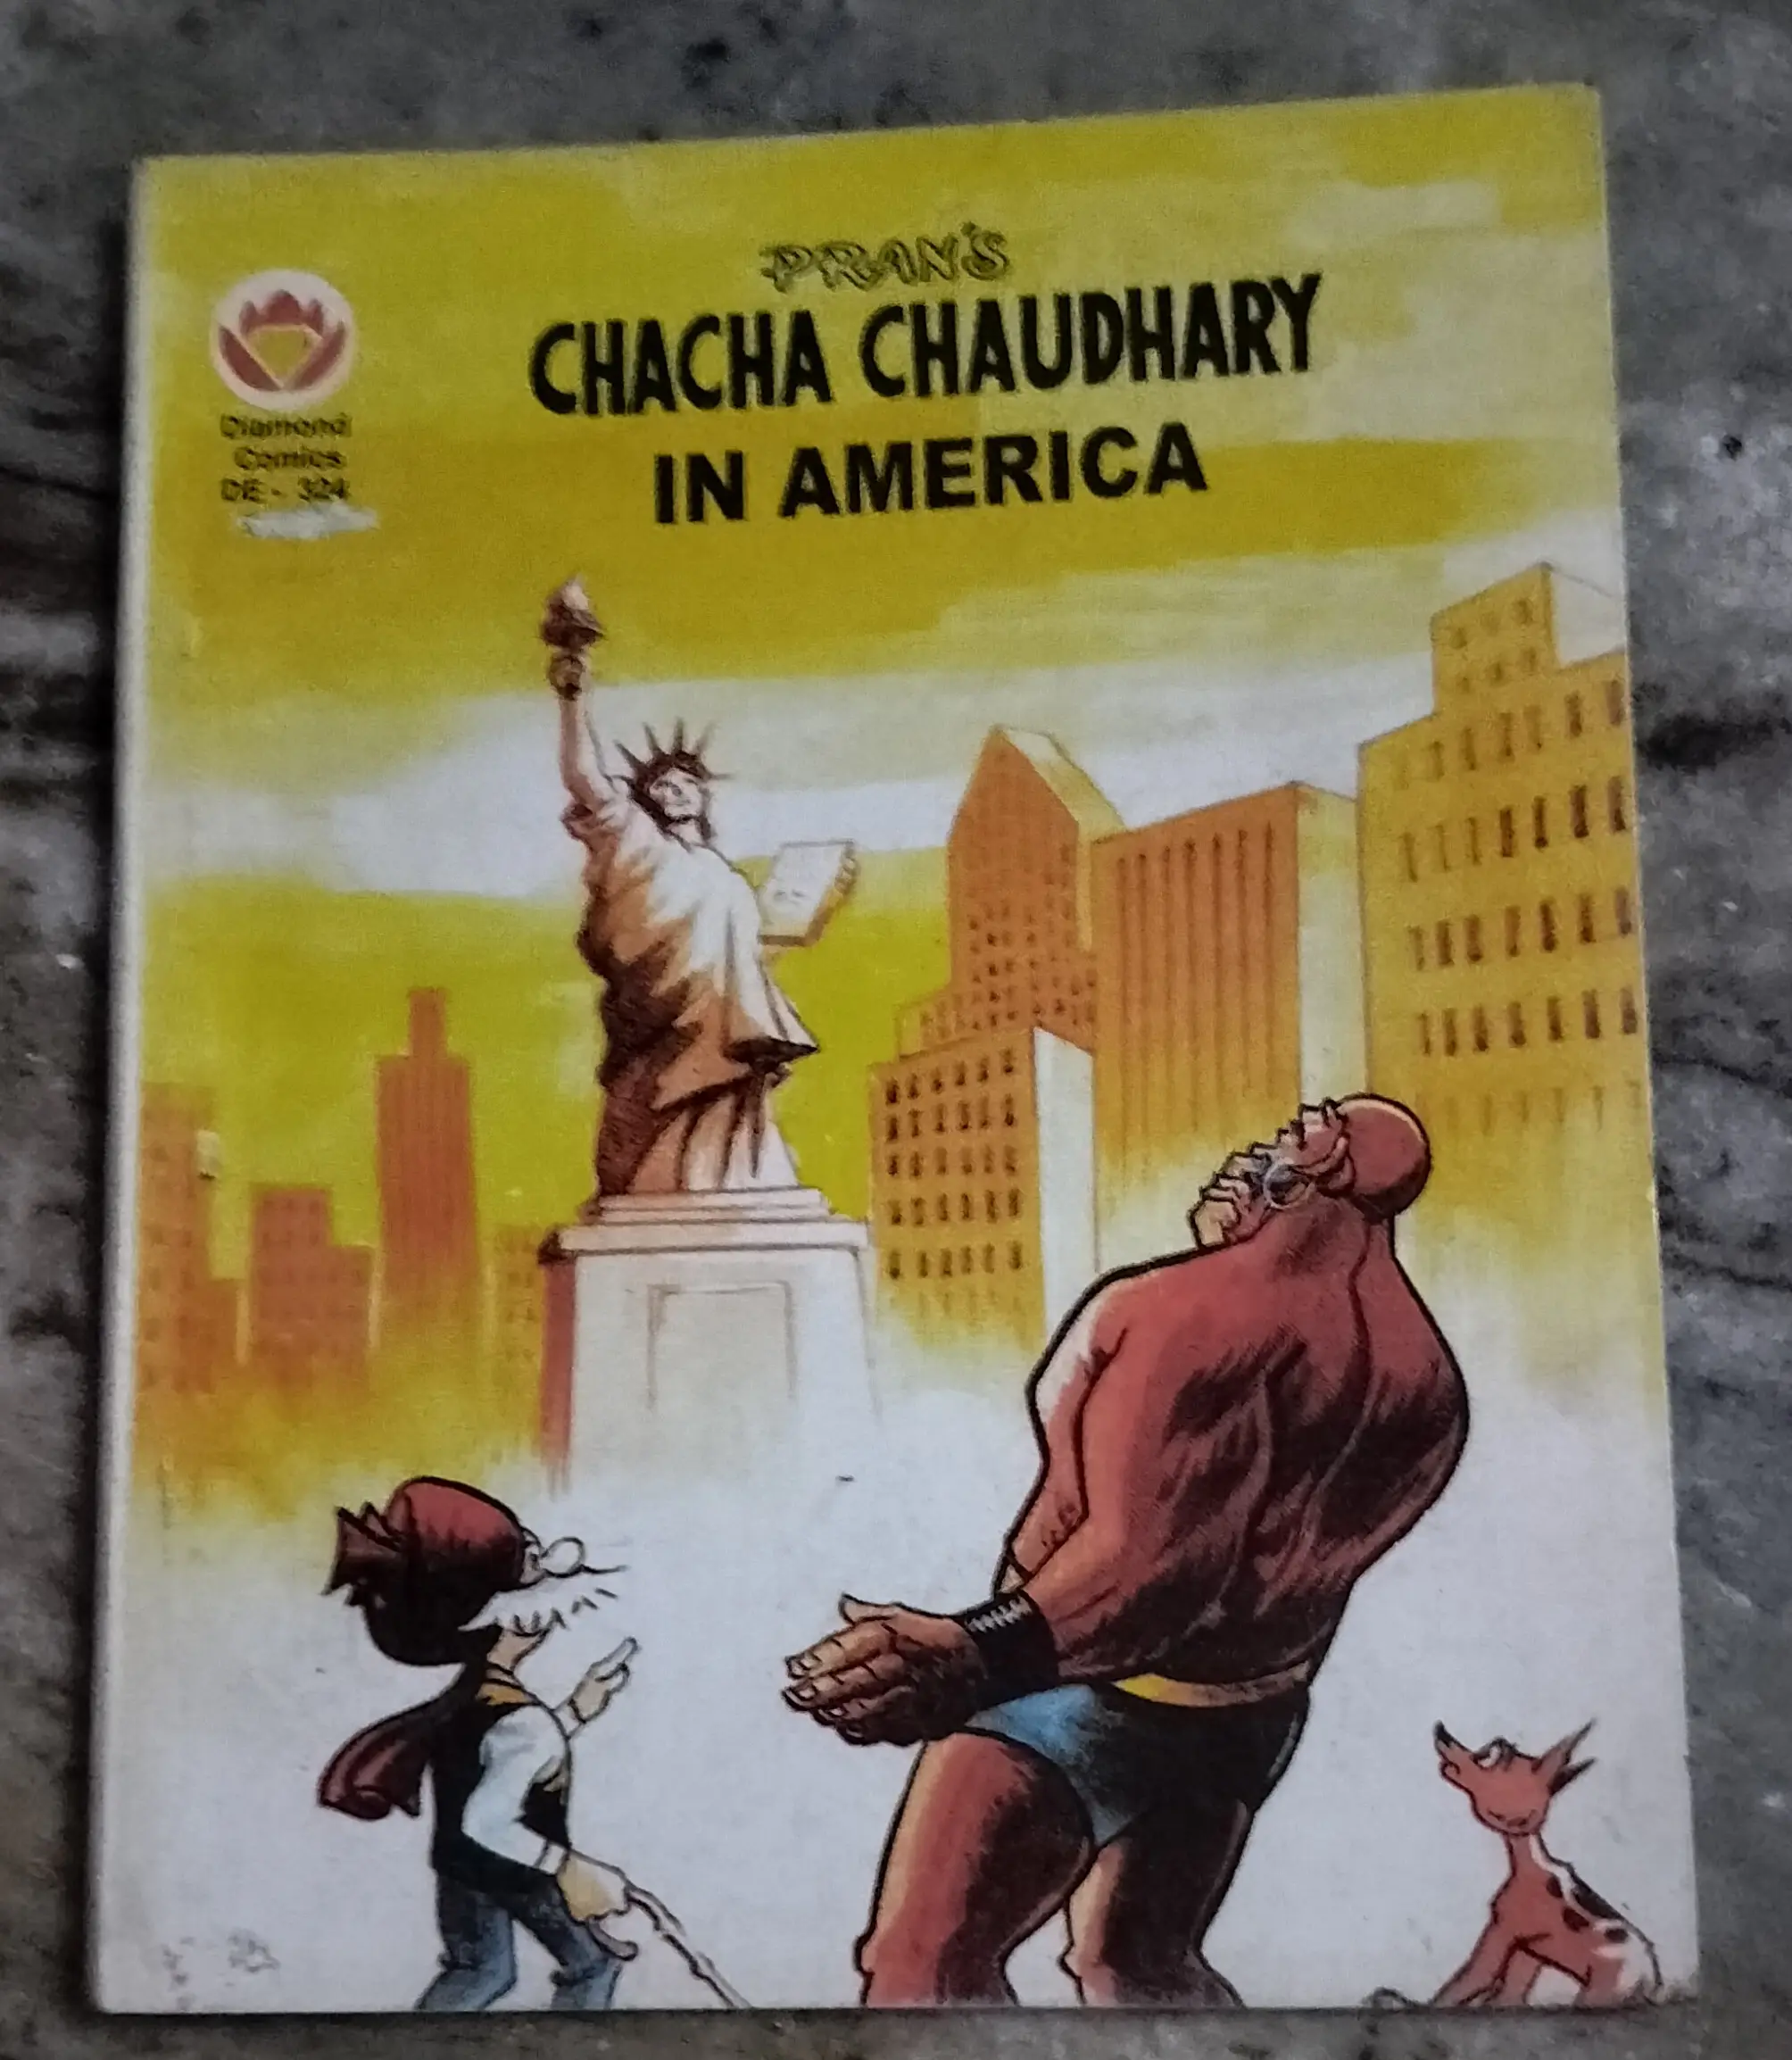 PRAN'S
CHACHA CHAUDHARY
IN AMERICA
Diamond
Comics
DE - 324